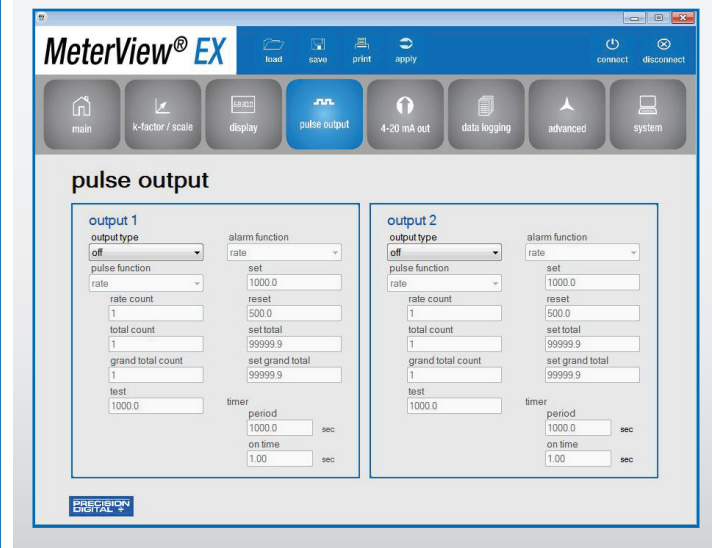 MeterView® EX
load save print apply connect disconnect
68.310
main k-factor / scale display pulse output 4-20 mA out data logging advanced system
pulse output
output 1
output type alarm function
off rate
pulse function set
rate 1000.0
rate count reset
1 500.0
total count set total
1 99999.9
grand total count set grand total
1 99999.9
test
1000.0
timer
period
1000.0 sec
on time
1.00 sec
output 2
output type alarm function
off rate
pulse function set
rate 1000.0
rate count reset
1 500.0
total count set total
1 99999.9
grand total count set grand total
1 99999.9
test
1000.0
timer
period
1000.0 sec
on time
1.00 sec
PRECISION
DIGITAL